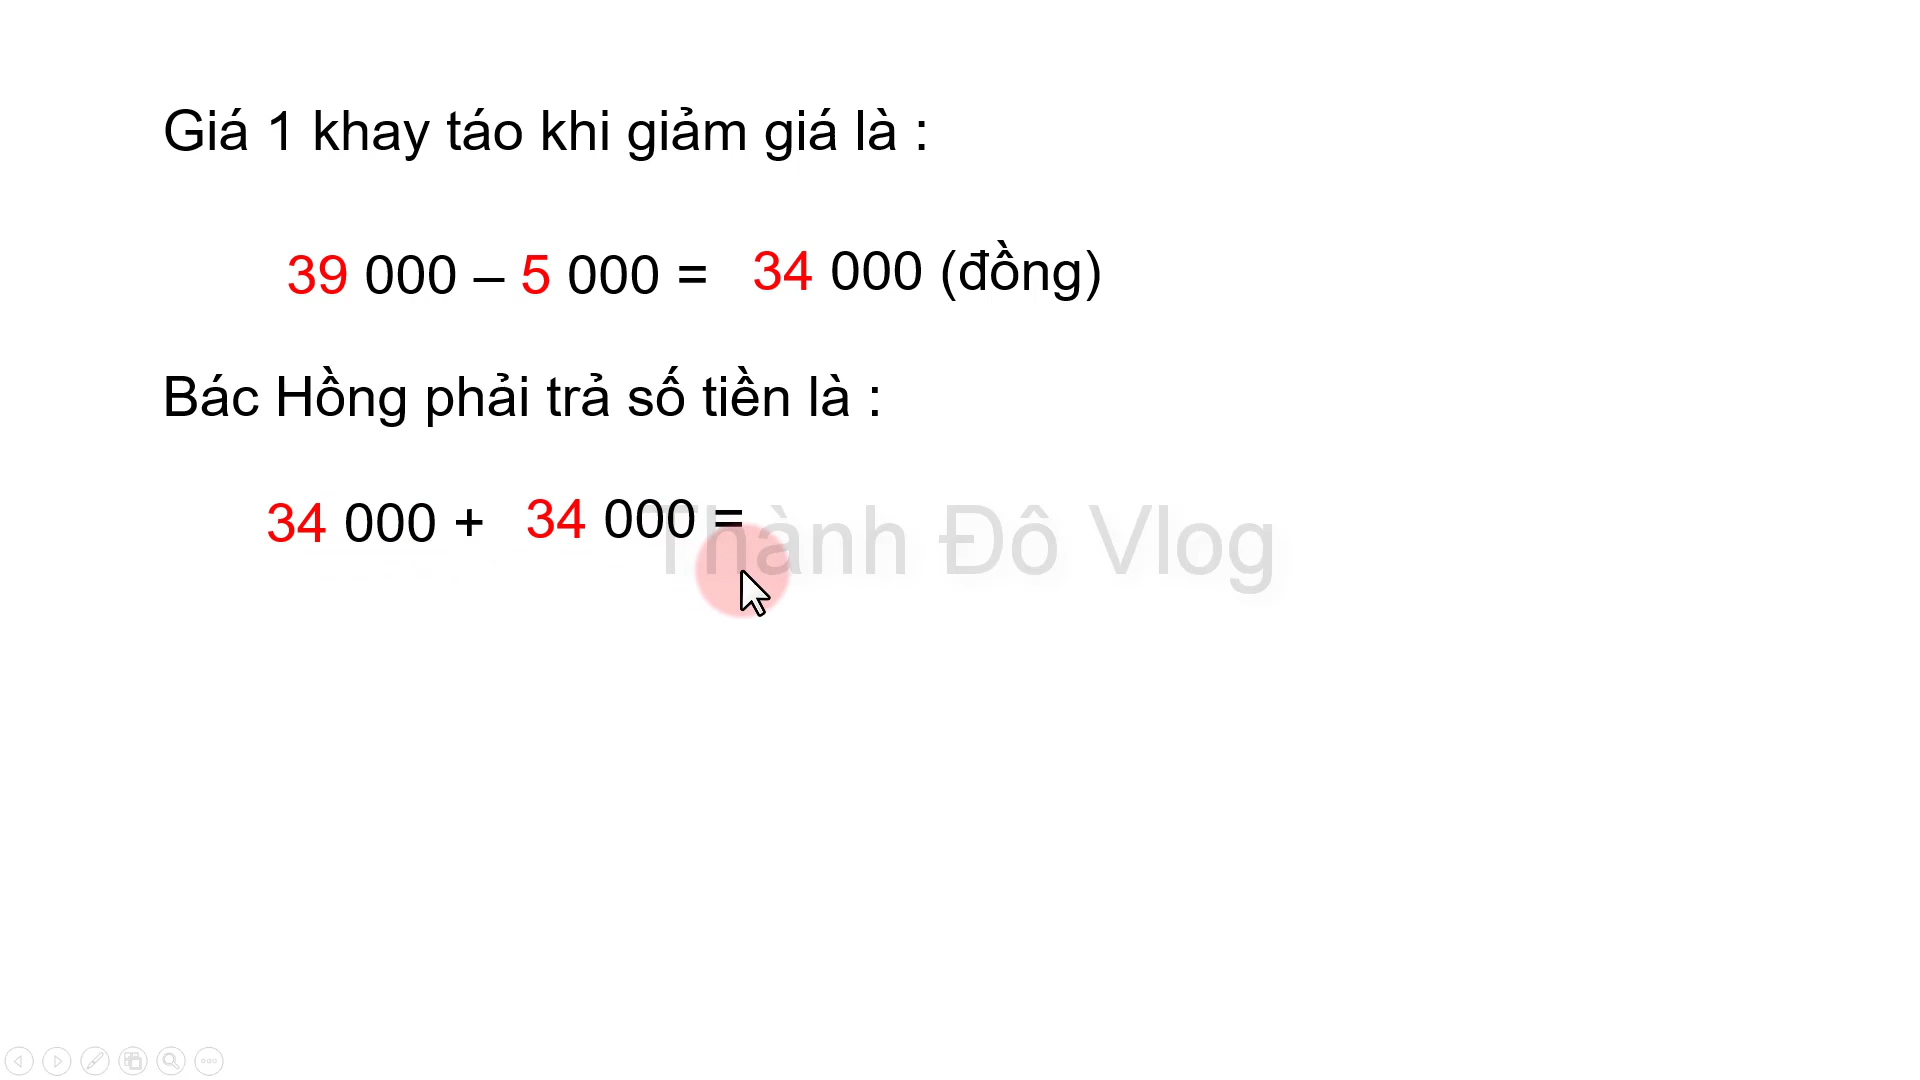 Giá 1 khay táo khi giảm giá là :
39 000 – 5 000 = 34 000 (đồng)
Bác Hồng phải trả số tiền là :
34 000 + 34 000 =
Thành Đô Vlog